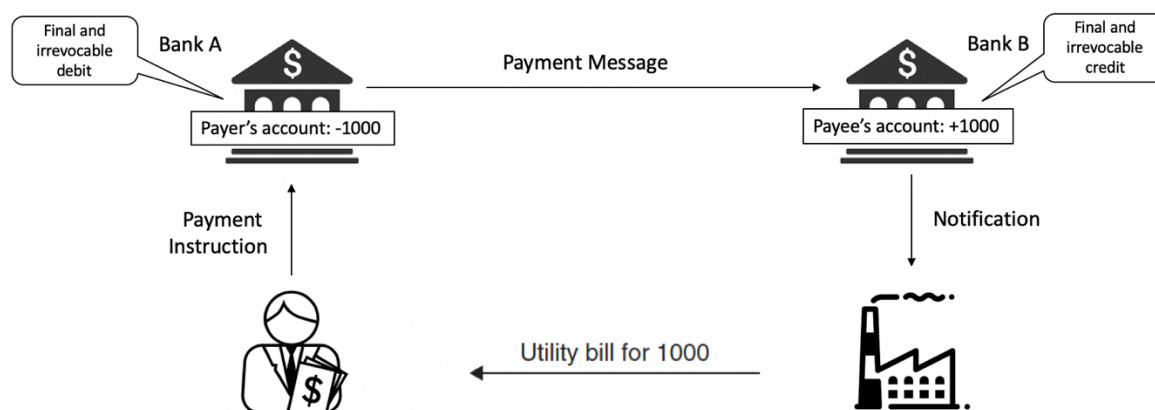 Final and
irrevocable
debit
Bank A
$
Payer’s account: -1000
Payment Message
Bank B
$
Final and
irrevocable
credit
Payee’s account: +1000
Payment
Instruction
Notification
Utility bill for 1000
$